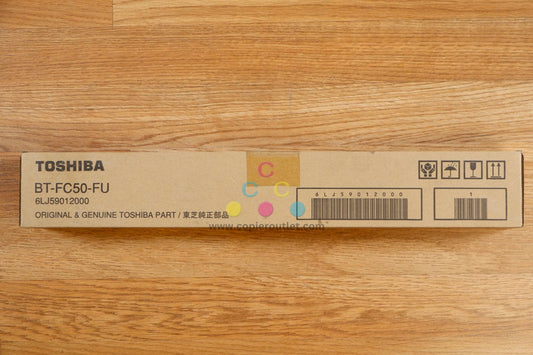 TOSHIBA
BT-FC50-FU
6LJ59012000
ORIGINAL & GENUINE TOSHIBA PART / 東芝純正部品
C
C
6LJ59012000
1
www.copieroutlet.com